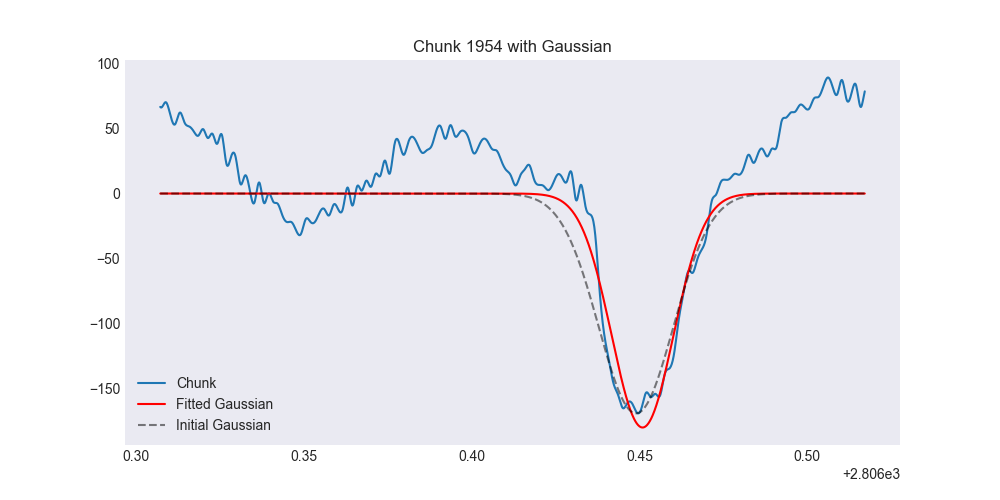 Chunk 1954 with Gaussian
100
50
0
−50
−100
−150
Chunk
Fitted Gaussian
Initial Gaussian
0.30 0.35 0.40 0.45 0.50
+2.806e3